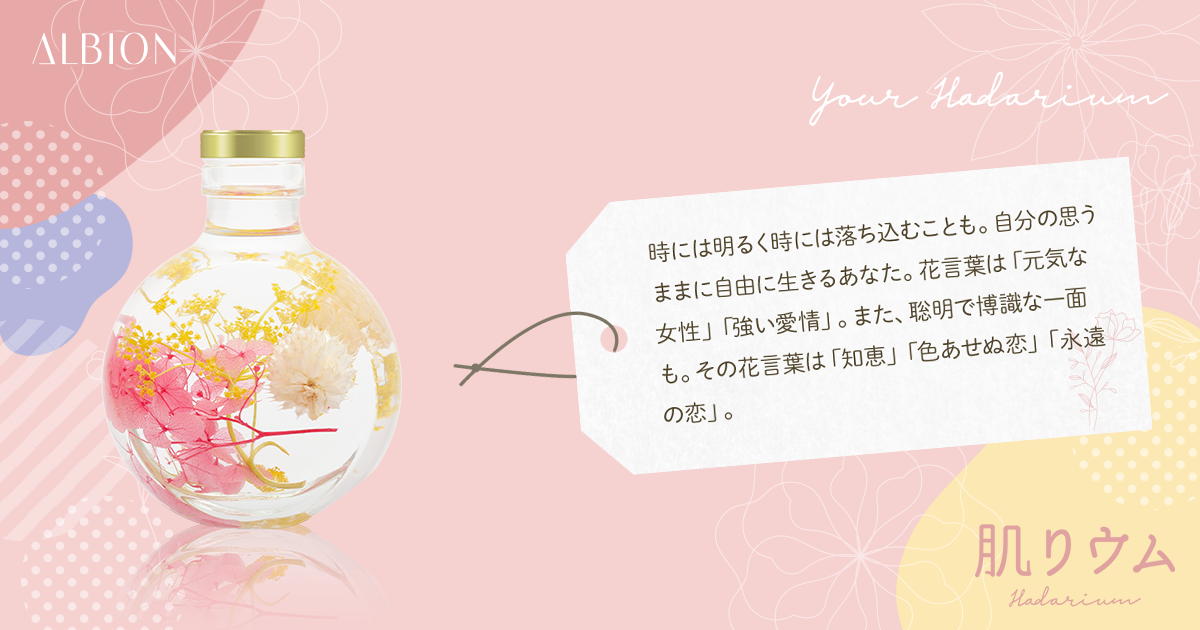 ALBION
Your Hadarium
時には明るく時には落ち込むことも。自分の思う
ままに自由に生きるあなた。花言葉は「元気な
女性」「強い愛情」。また、聡明で博識な一面
も。その花言葉は「知恵」「色あせぬ恋」「永遠
の恋」。
肌りウム
Hadarium